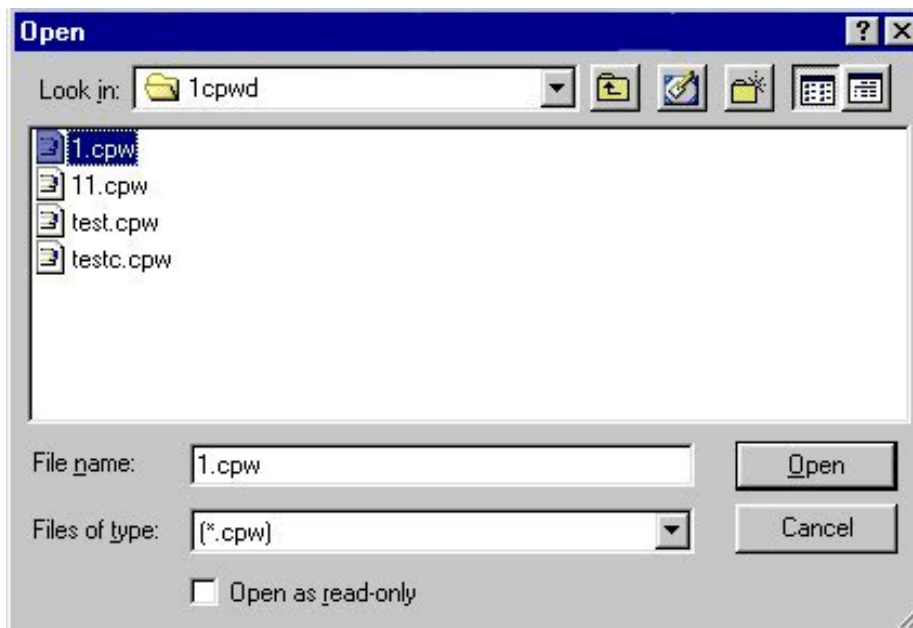 Open
Look in: 1cpwd
1.cpw
11.cpw
test.cpw
testc.cpw
File name: 1.cpw Open
Files of type: (*.cpw) Cancel
Open as read-only